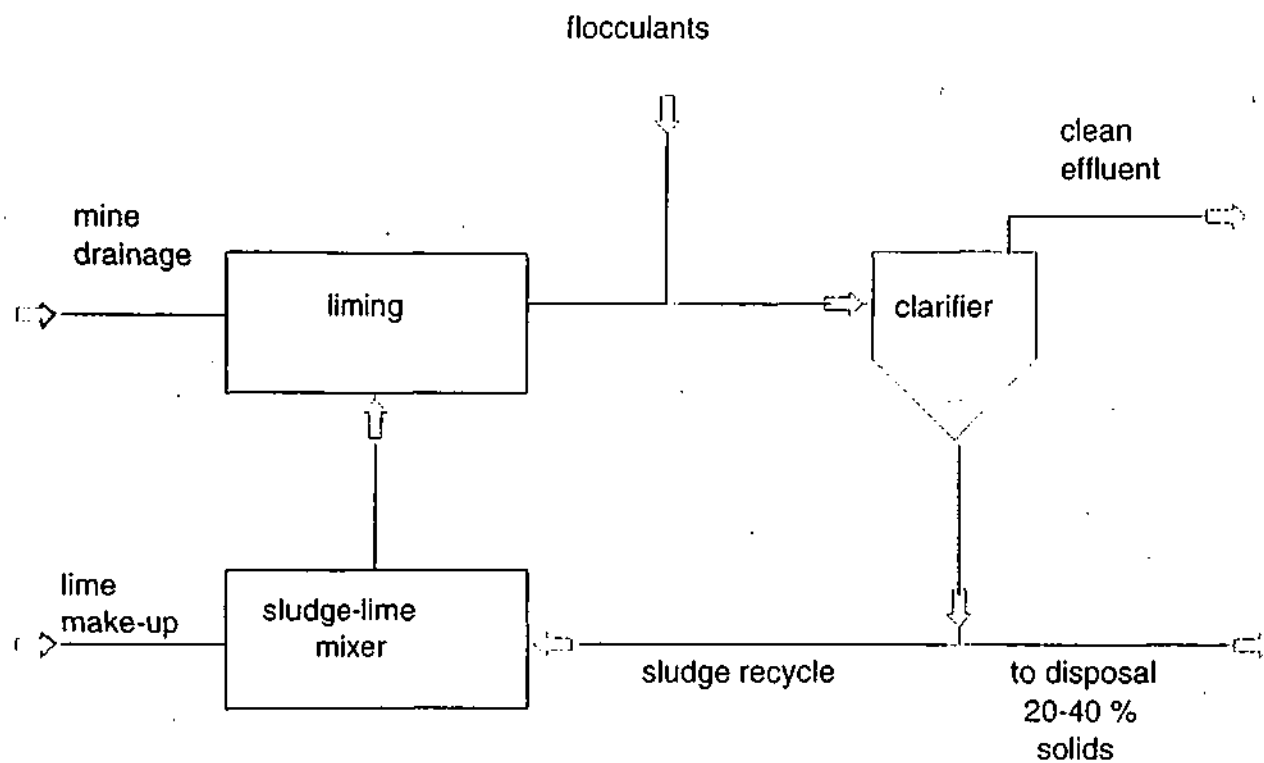 flocculants
clean
effluent
mine
drainage
liming
clarifier
lime
make-up
sludge-lime
mixer
sludge recycle
to disposal
20-40 %
solids